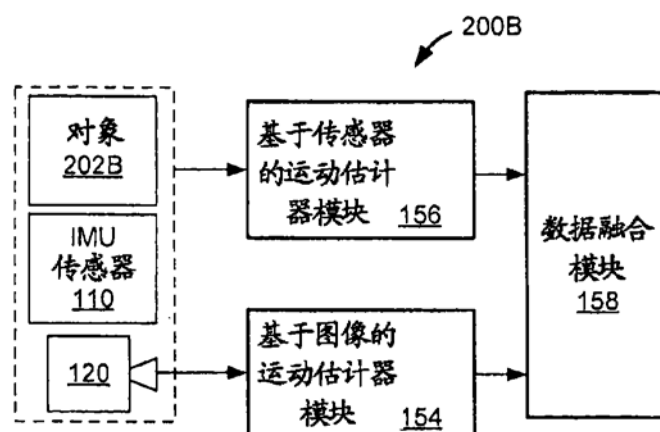 200B
对象
202B
IMU
传感器
110
120
基于传感器
的运动估计
器模块 156
基于图像的
运动估计器
模块 154
数据融合
模块
158